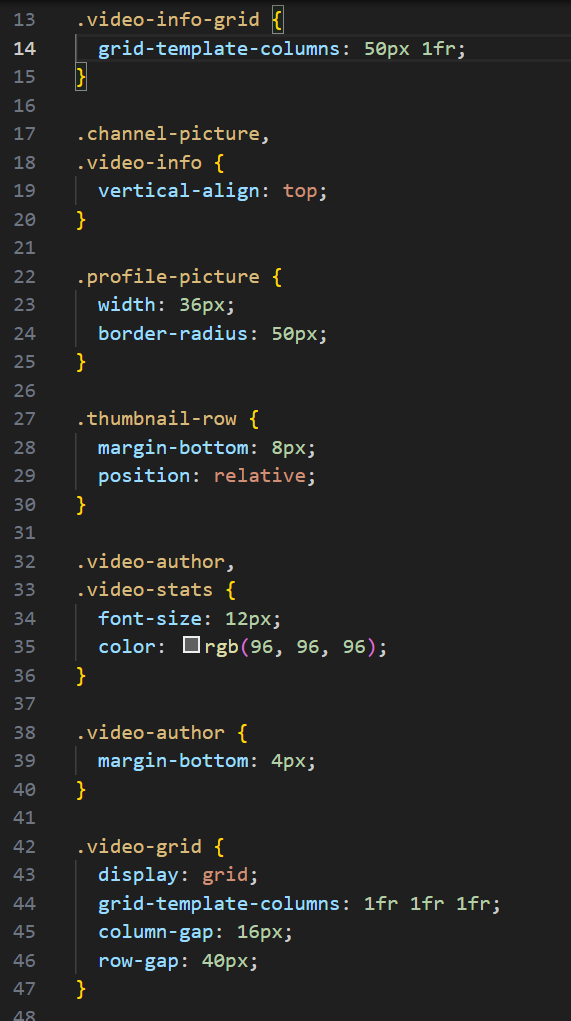 13 .video-info-grid {
14 grid-template-columns: 50px 1fr;
15 }
16
17 .channel-picture,
18 .video-info {
19 vertical-align: top;
20 }
21
22 .profile-picture {
23 width: 36px;
24 border-radius: 50px;
25 }
26
27 .thumbnail-row {
28 margin-bottom: 8px;
29 position: relative;
30 }
31
32 .video-author,
33 .video-stats {
34 font-size: 12px;
35 color: rgb(96, 96, 96);
36 }
37
38 .video-author {
39 margin-bottom: 4px;
40 }
41
42 .video-grid {
43 display: grid;
44 grid-template-columns: 1fr 1fr 1fr;
45 column-gap: 16px;
46 row-gap: 40px;
47 }
48